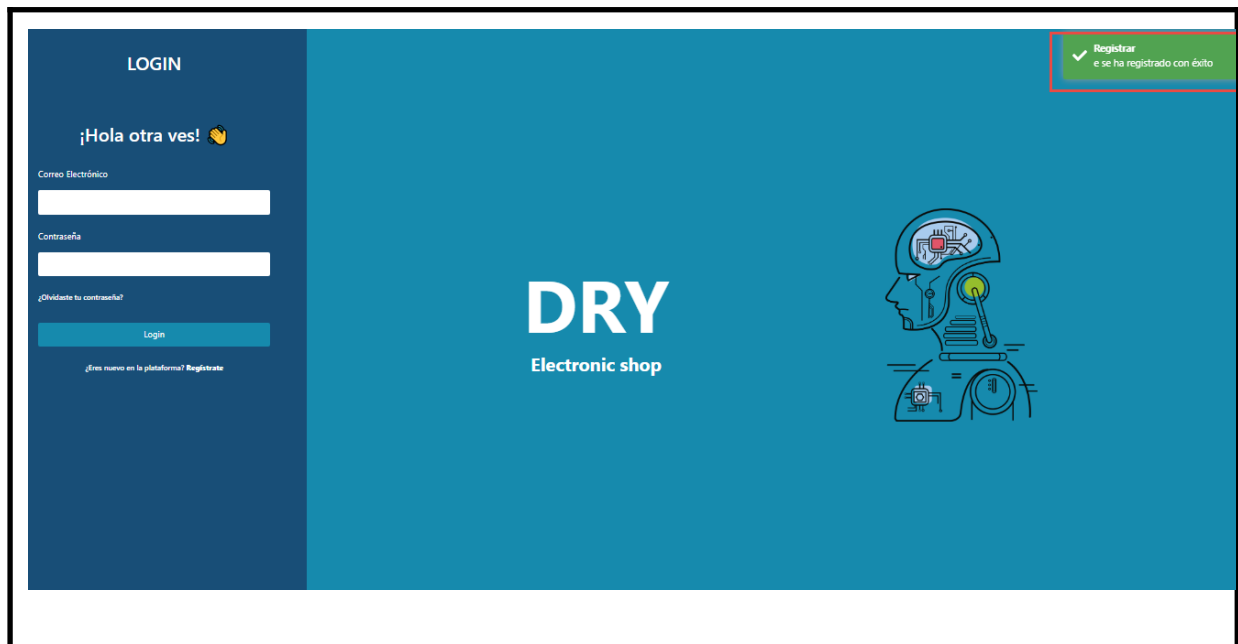 LOGIN
¡Hola otra ves! 👋
Correo Electrónico
Contraseña
¿Olvidaste tu contraseña?
Login
¿Eres nuevo en la plataforma? Regístrate
DRY
Electronic shop
Registrar
e se ha registrado con éxito